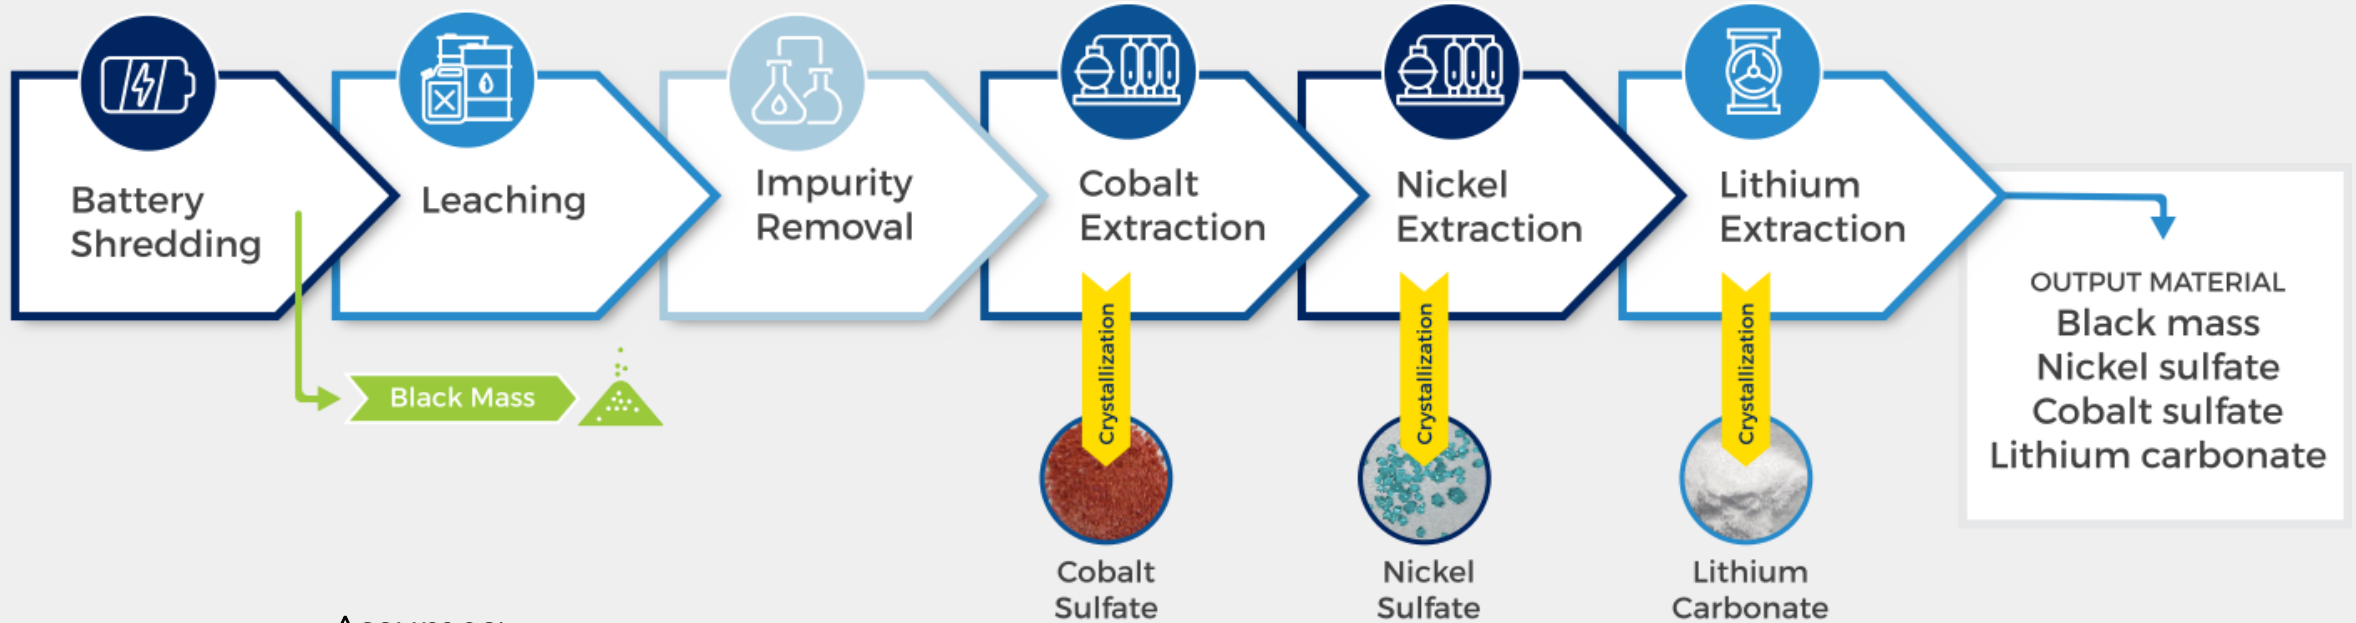 Battery
Shredding
Leaching
Impurity
Removal
Cobalt
Extraction
Nickel
Extraction
Lithium
Extraction
Black Mass
Crystallization
Crystallization
Crystallization
Cobalt
Sulfate
Nickel
Sulfate
Lithium
Carbonate
OUTPUT MATERIAL
Black mass
Nickel sulfate
Cobalt sulfate
Lithium carbonate